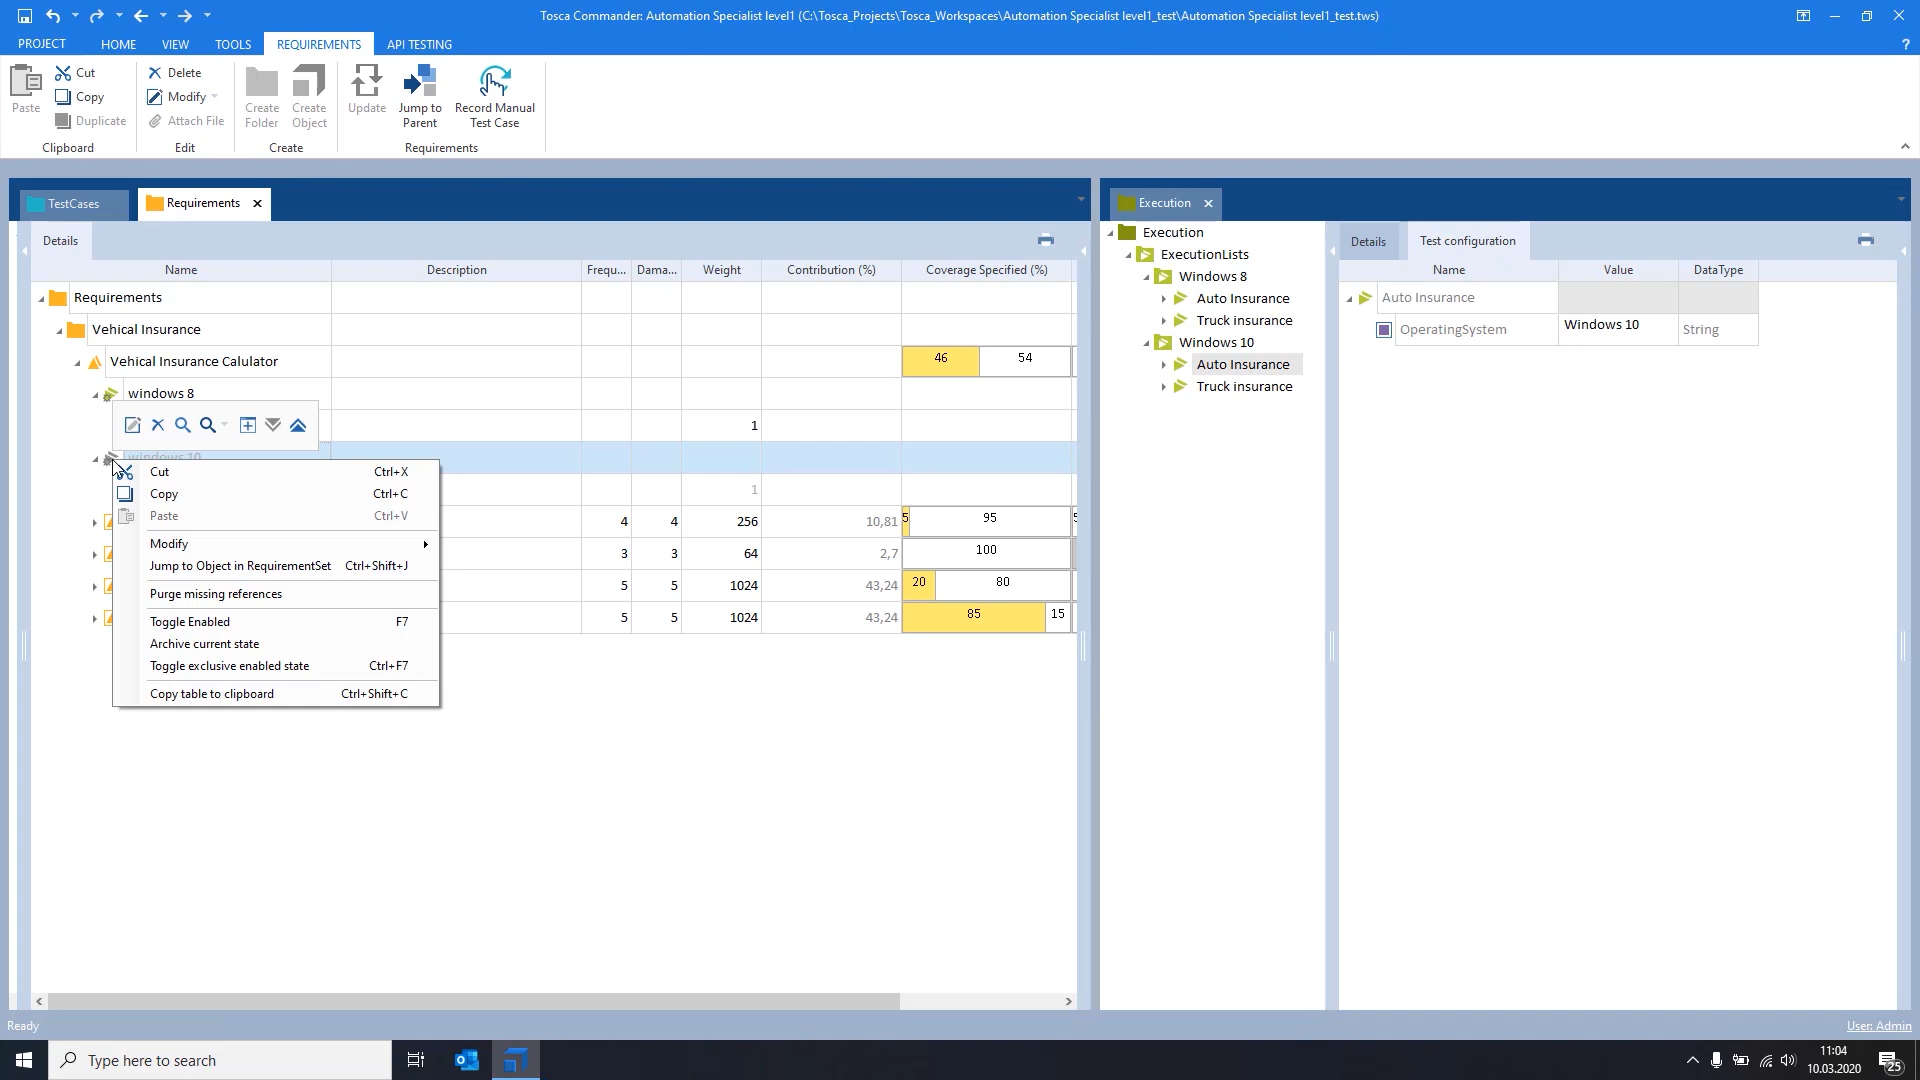 Tosca Commander: Automation Specialist level1 (C:\Tosca_Projects\Tosca_Workspaces\Automation Specialist level1_test\Automation Specialist level1_test.tws)
PROJECT HOME VIEW TOOLS REQUIREMENTS API TESTING ?
Paste
Cut
Copy
Duplicate
Clipboard
Delete
Modify
Attach File
Edit
Create Folder
Create Object
Create
Update
Jump to Parent
Record Manual Test Case
Requirements
TestCases
Requirements
Details
Name Description Frequ... Dama... Weight Contribution (%) Coverage Specified (%)
Requirements
Vehical Insurance
Vehical Insurance Calulator 46 54
windows 8
1
windows 10
1
4 4 256 10,81 5 95
3 3 64 2,7 100
5 5 1024 43,24 20 80
5 5 1024 43,24 85 15
Cut Ctrl+X
Copy Ctrl+C
Paste Ctrl+V
Modify
Jump to Object in RequirementSet Ctrl+Shift+J
Purge missing references
Toggle Enabled F7
Archive current state
Toggle exclusive enabled state Ctrl+F7
Copy table to clipboard Ctrl+Shift+C
Execution
Execution
ExecutionLists
Windows 8
Auto Insurance
Truck insurance
Windows 10
Auto Insurance
Truck insurance
Details Test configuration
Name Value DataType
Auto Insurance
OperatingSystem Windows 10 String
Ready
User: Admin
Type here to search
11:04
10.03.2020
25